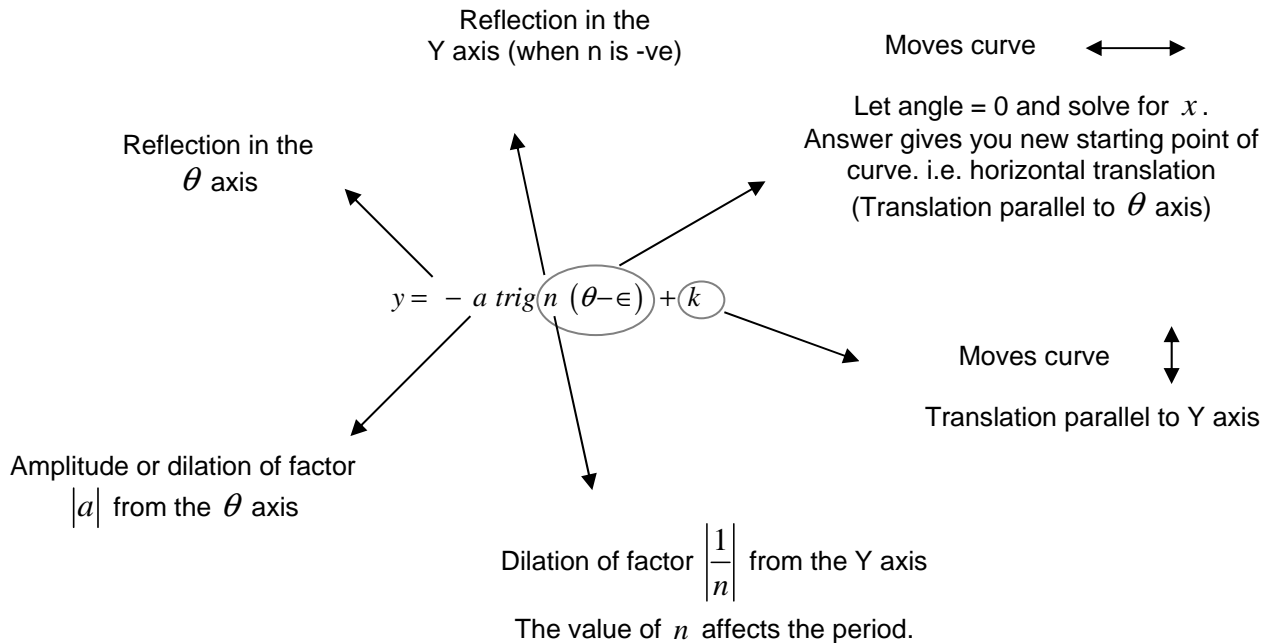 Reflection in the
Y axis (when n is -ve)
Moves curve
Let angle = 0 and solve for x.
Answer gives you new starting point of
curve. i.e. horizontal translation
(Translation parallel to θ axis)
Reflection in the
θ axis
y = − a trig n (θ−∈) + k
Moves curve
Translation parallel to Y axis
Amplitude or dilation of factor
|a| from the θ axis
Dilation of factor |1/n| from the Y axis
The value of n affects the period.